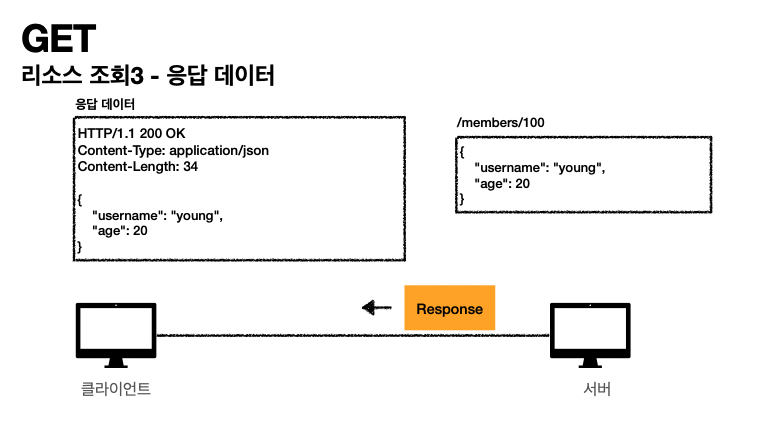 GET
리소스 조회3 - 응답 데이터
응답 데이터
HTTP/1.1 200 OK
Content-Type: application/json
Content-Length: 34
{
"username": "young",
"age": 20
}
/members/100
{
"username": "young",
"age": 20
}
Response
클라이언트
서버